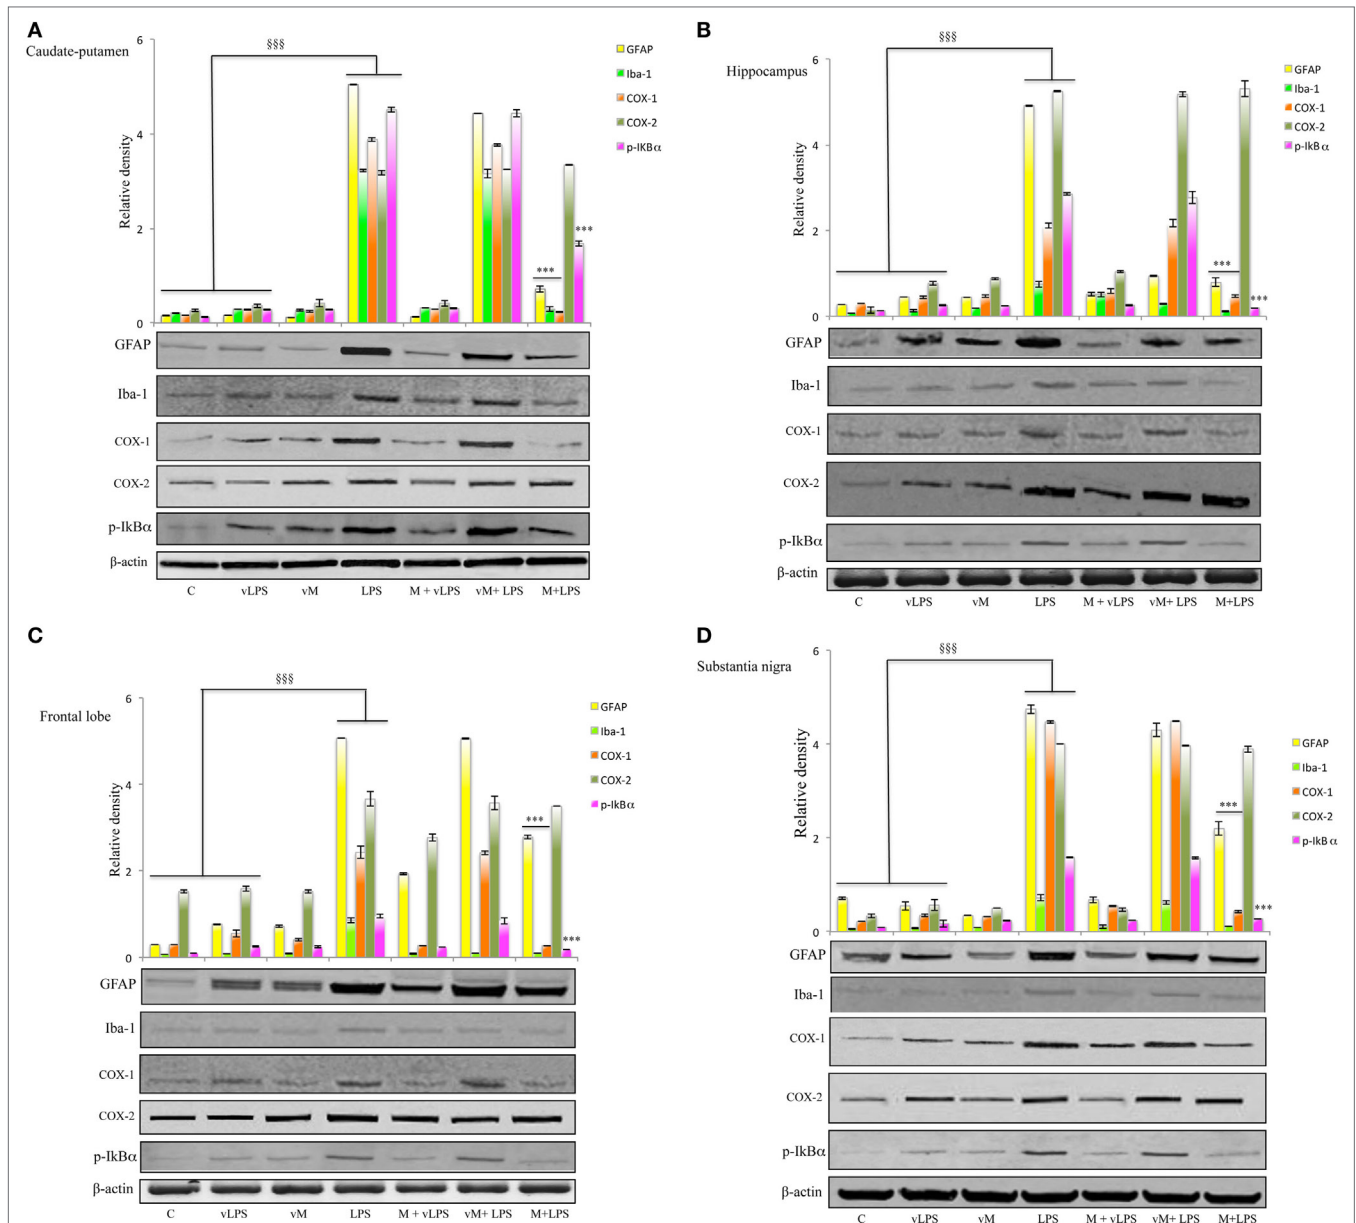 A
Caudate-putamen
§§§
6
4
2
0
Relative density
GFAP
Iba-1
COX-1
COX-2
p-IKBα
***
***
GFAP
Iba-1
COX-1
COX-2
p-IkBα
β-actin
C vLPS vM LPS M + vLPS vM+ LPS M+LPS
B
Hippocampus
§§§
6
4
2
0
Relative density
GFAP
Iba-1
COX-1
COX-2
p-IkB α
***
***
GFAP
Iba-1
COX-1
COX-2
p-IkBα
β-actin
C vLPS vM LPS M + vLPS vM+ LPS M+LPS
C
Frontal lobe
§§§
6
4
2
0
Relative density
GFAP
Iba-1
COX-1
COX-2
p-IkBα
***
***
GFAP
Iba-1
COX-1
COX-2
p-IkBα
β-actin
C vLPS vM LPS M + vLPS vM+ LPS M+LPS
D
Substantia nigra
§§§
6
4
2
0
Relative density
GFAP
Iba-1
COX-1
COX-2
p-IkB α
***
***
GFAP
Iba-1
COX-1
COX-2
p-IkBα
β-actin
C vLPS vM LPS M + vLPS vM+ LPS M+LPS